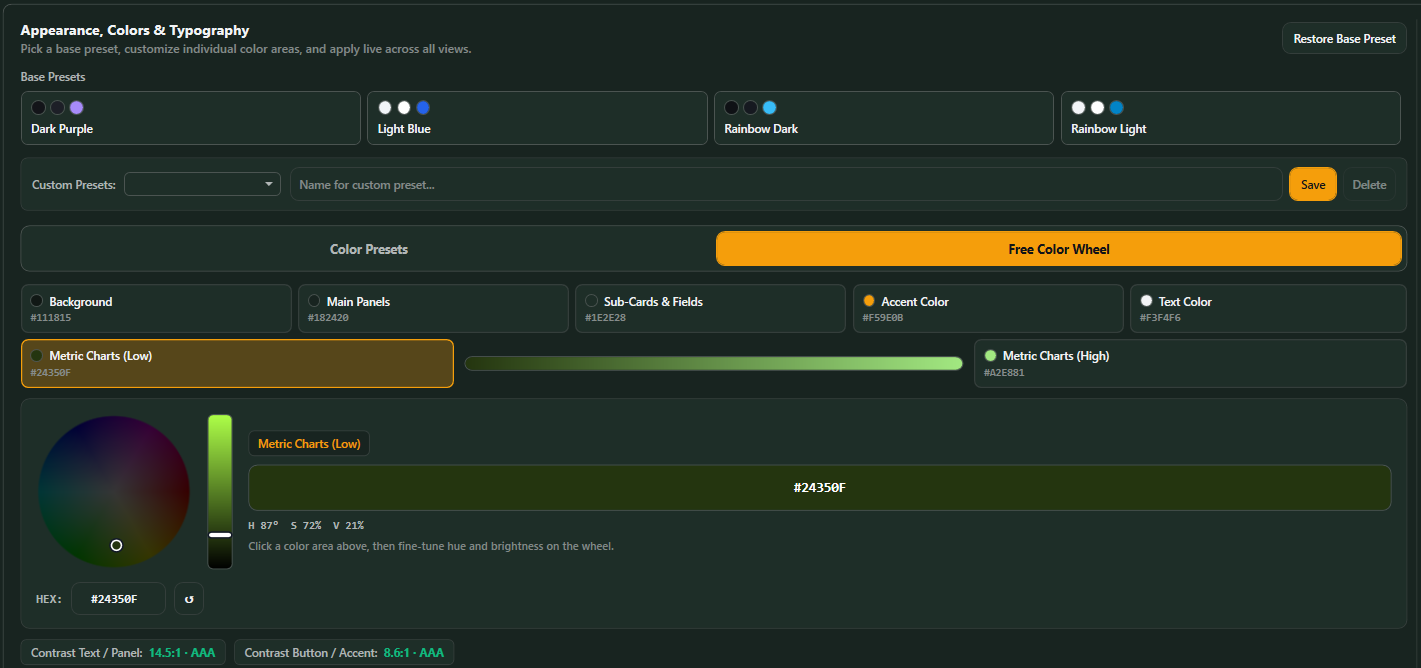 Appearance, Colors & Typography
Pick a base preset, customize individual color areas, and apply live across all views.
Restore Base Preset
Base Presets
Dark Purple
Light Blue
Rainbow Dark
Rainbow Light
Custom Presets:
Name for custom preset...
Save
Delete
Color Presets
Free Color Wheel
Background
#111815
Main Panels
#182420
Sub-Cards & Fields
#1E2E28
Accent Color
#F59E0B
Text Color
#F3F4F6
Metric Charts (Low)
#24350F
Metric Charts (High)
#A2E881
Metric Charts (Low)
#24350F
H 87° S 72% V 21%
Click a color area above, then fine-tune hue and brightness on the wheel.
HEX: #24350F ↺
Contrast Text / Panel: 14.5:1 · AAA
Contrast Button / Accent: 8.6:1 · AAA